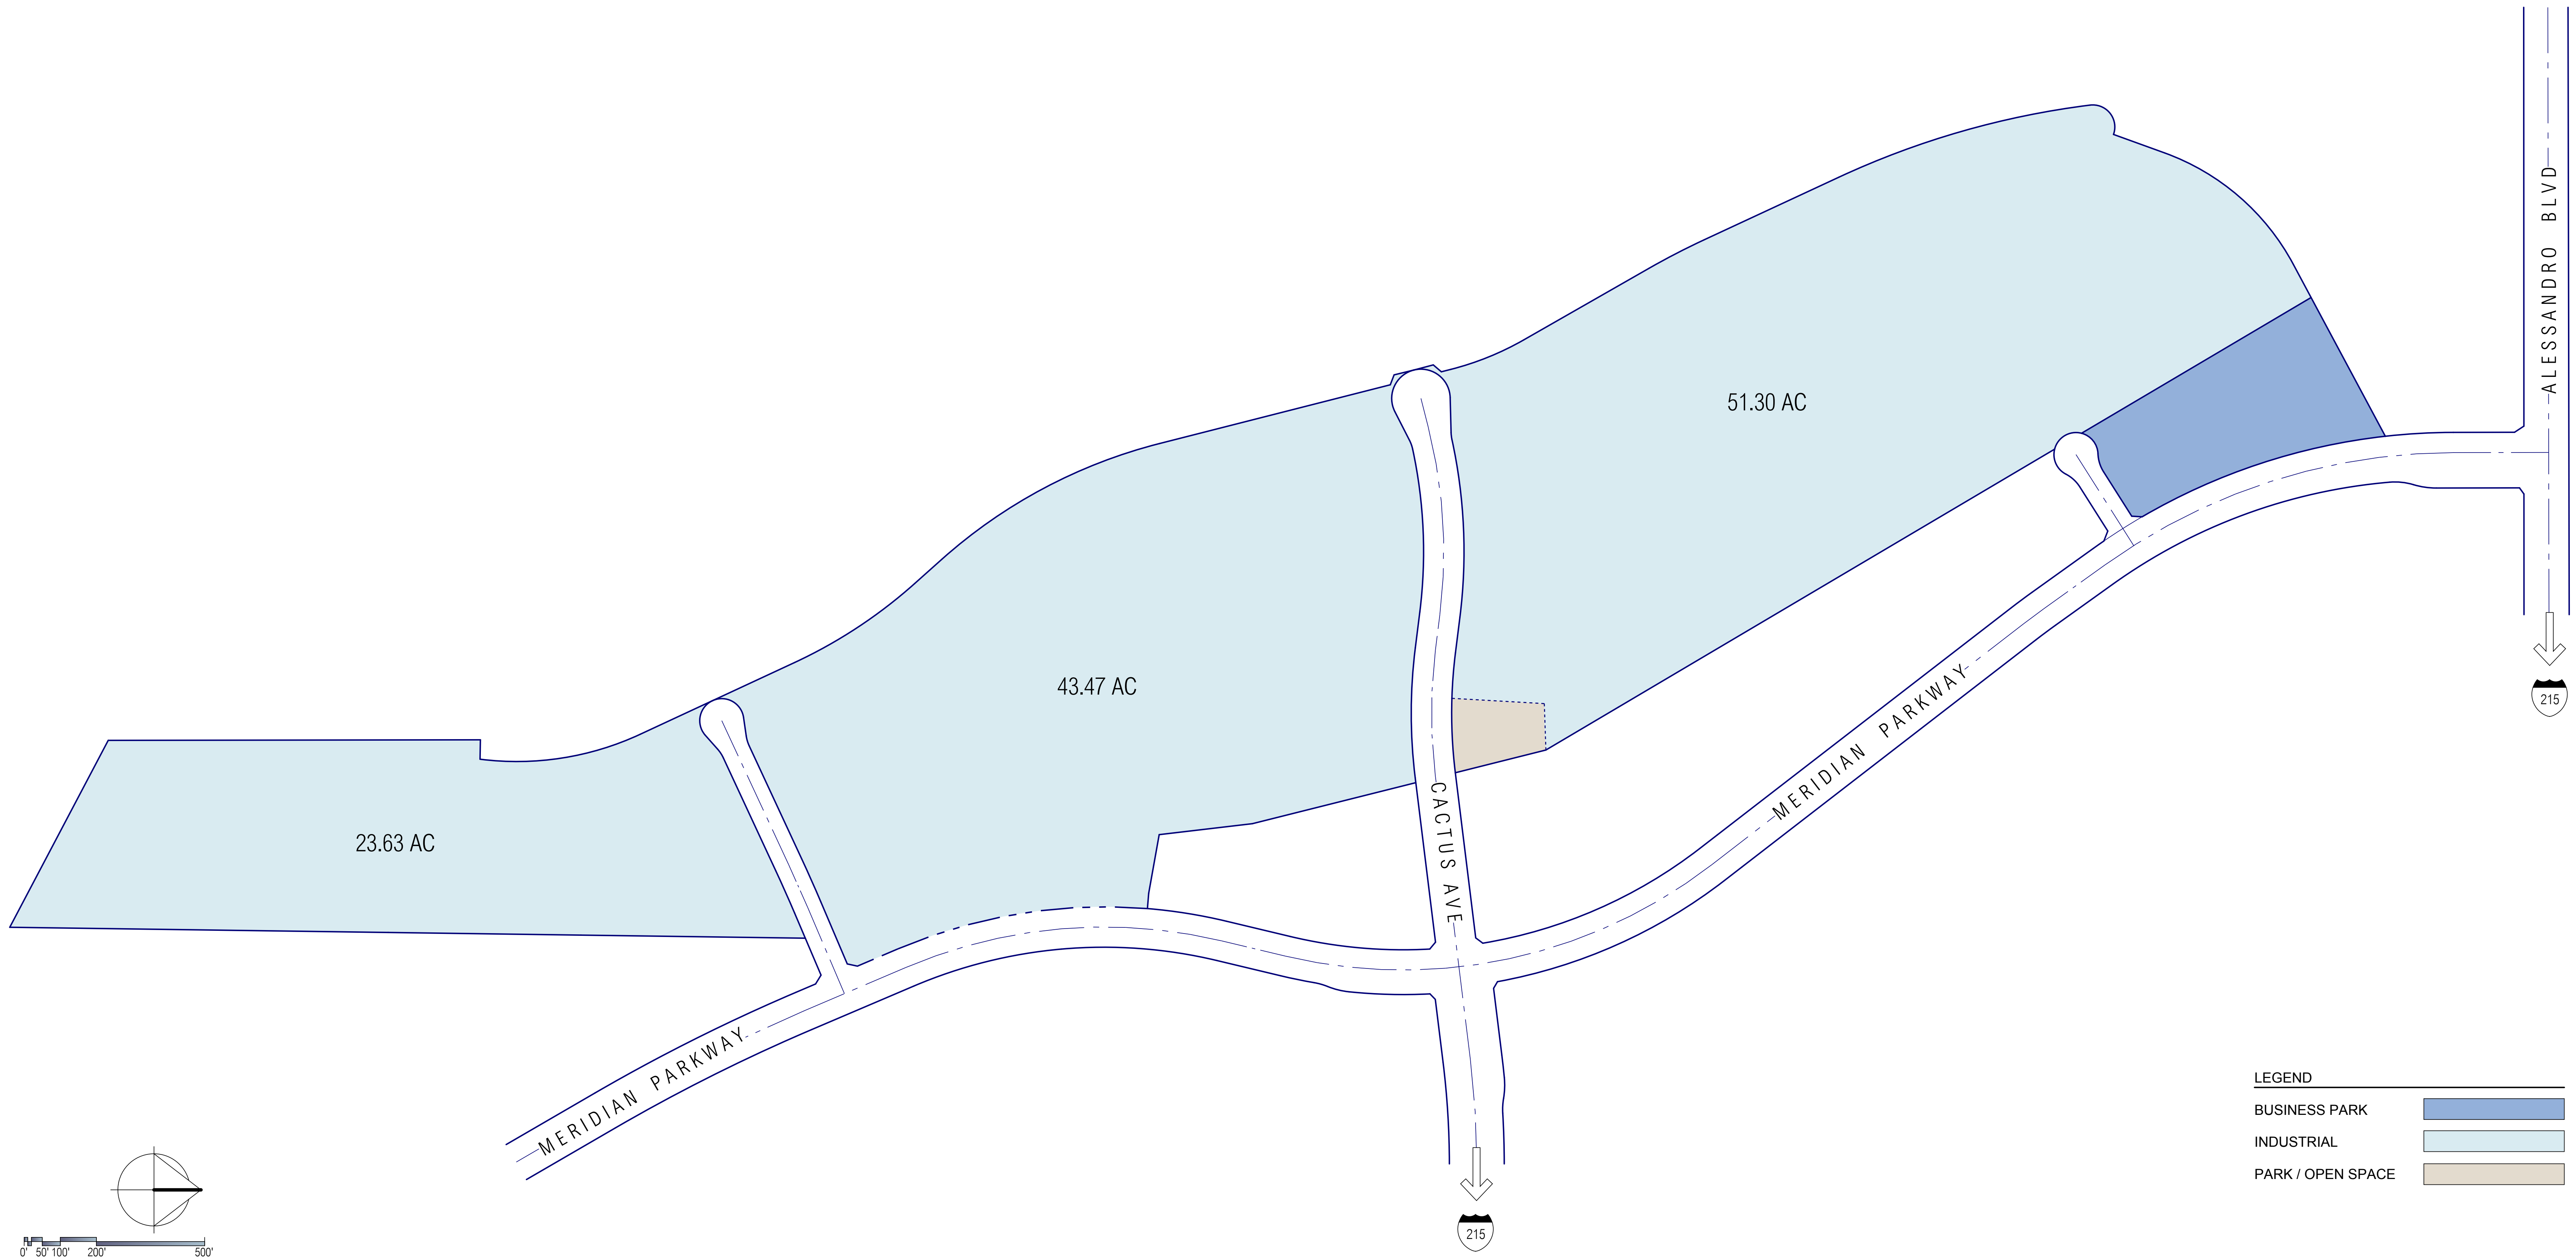 ALESSANDRO BLVD
51.30 AC
43.47 AC
23.63 AC
MERIDIAN PARKWAY
215
CACTUS AVE
MERIDIAN PARKWAY
215
LEGEND
BUSINESS PARK
INDUSTRIAL
PARK / OPEN SPACE
0' 50' 100' 200' 500'